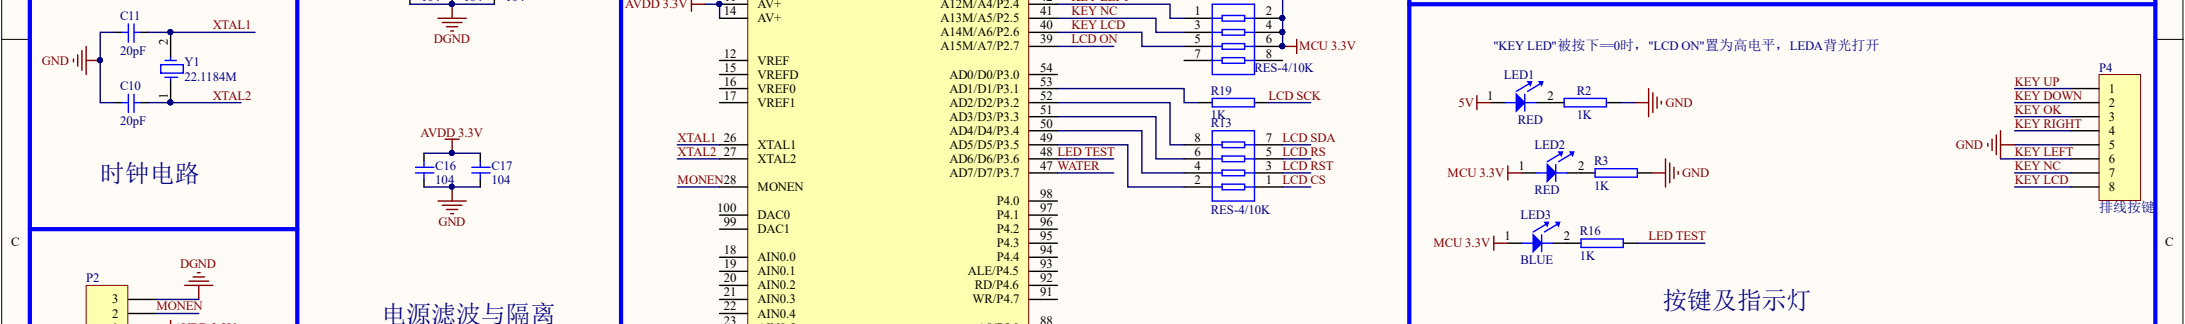 C11
XTAL1
20pF
2
GND
Y1
22.1184M
C10
1
XTAL2
20pF
时钟电路
P2
DGND
3
MONEN
2
DGND
AVDD 3.3V
C16
C17
104
104
GND
电源滤波与隔离
AVDD 3.3V
AV+
14
AV+
12
VREF
15
VREFD
16
VREF0
17
VREF1
XTAL1 26
XTAL1
XTAL2 27
XTAL2
MONEN28
MONEN
100
DAC0
99
DAC1
18
AIN0.0
19
AIN0.1
20
AIN0.2
21
AIN0.3
22
AIN0.4
23
A12M/A4/P2.4
A13M/A5/P2.5
41
KEY NC
A14M/A6/P2.6
40
KEY LCD
A15M/A7/P2.7
39
LCD ON
AD0/D0/P3.0
54
AD1/D1/P3.1
53
AD2/D2/P3.2
52
AD3/D3/P3.3
51
AD4/D4/P3.4
50
AD5/D5/P3.5
49
AD6/D6/P3.6
48 LED TEST
AD7/D7/P3.7
47 WATER
P4.0
98
P4.1
97
P4.2
96
P4.3
95
P4.4
94
ALE/P4.5
93
RD/P4.6
92
WR/P4.7
91
88
1
2
3
4
5
6
7
8
MCU 3.3V
RES-4/10K
R19
LCD SCK
1K
R13
8
7
LCD SDA
6
5
LCD RS
4
3
LCD RST
2
1
LCD CS
RES-4/10K
"KEY LED"被按下==0时，"LCD ON"置为高电平，LEDA背光打开
LED1
5V
1
2
R2
GND
RED
1K
LED2
MCU 3.3V
1
2
R3
GND
RED
1K
LED3
MCU 3.3V
1
2
R16
LED TEST
BLUE
1K
P4
KEY UP
1
KEY DOWN
2
KEY OK
3
KEY RIGHT
4
GND
5
KEY LEFT
6
KEY NC
7
KEY LCD
8
排线按键
按键及指示灯
C
C